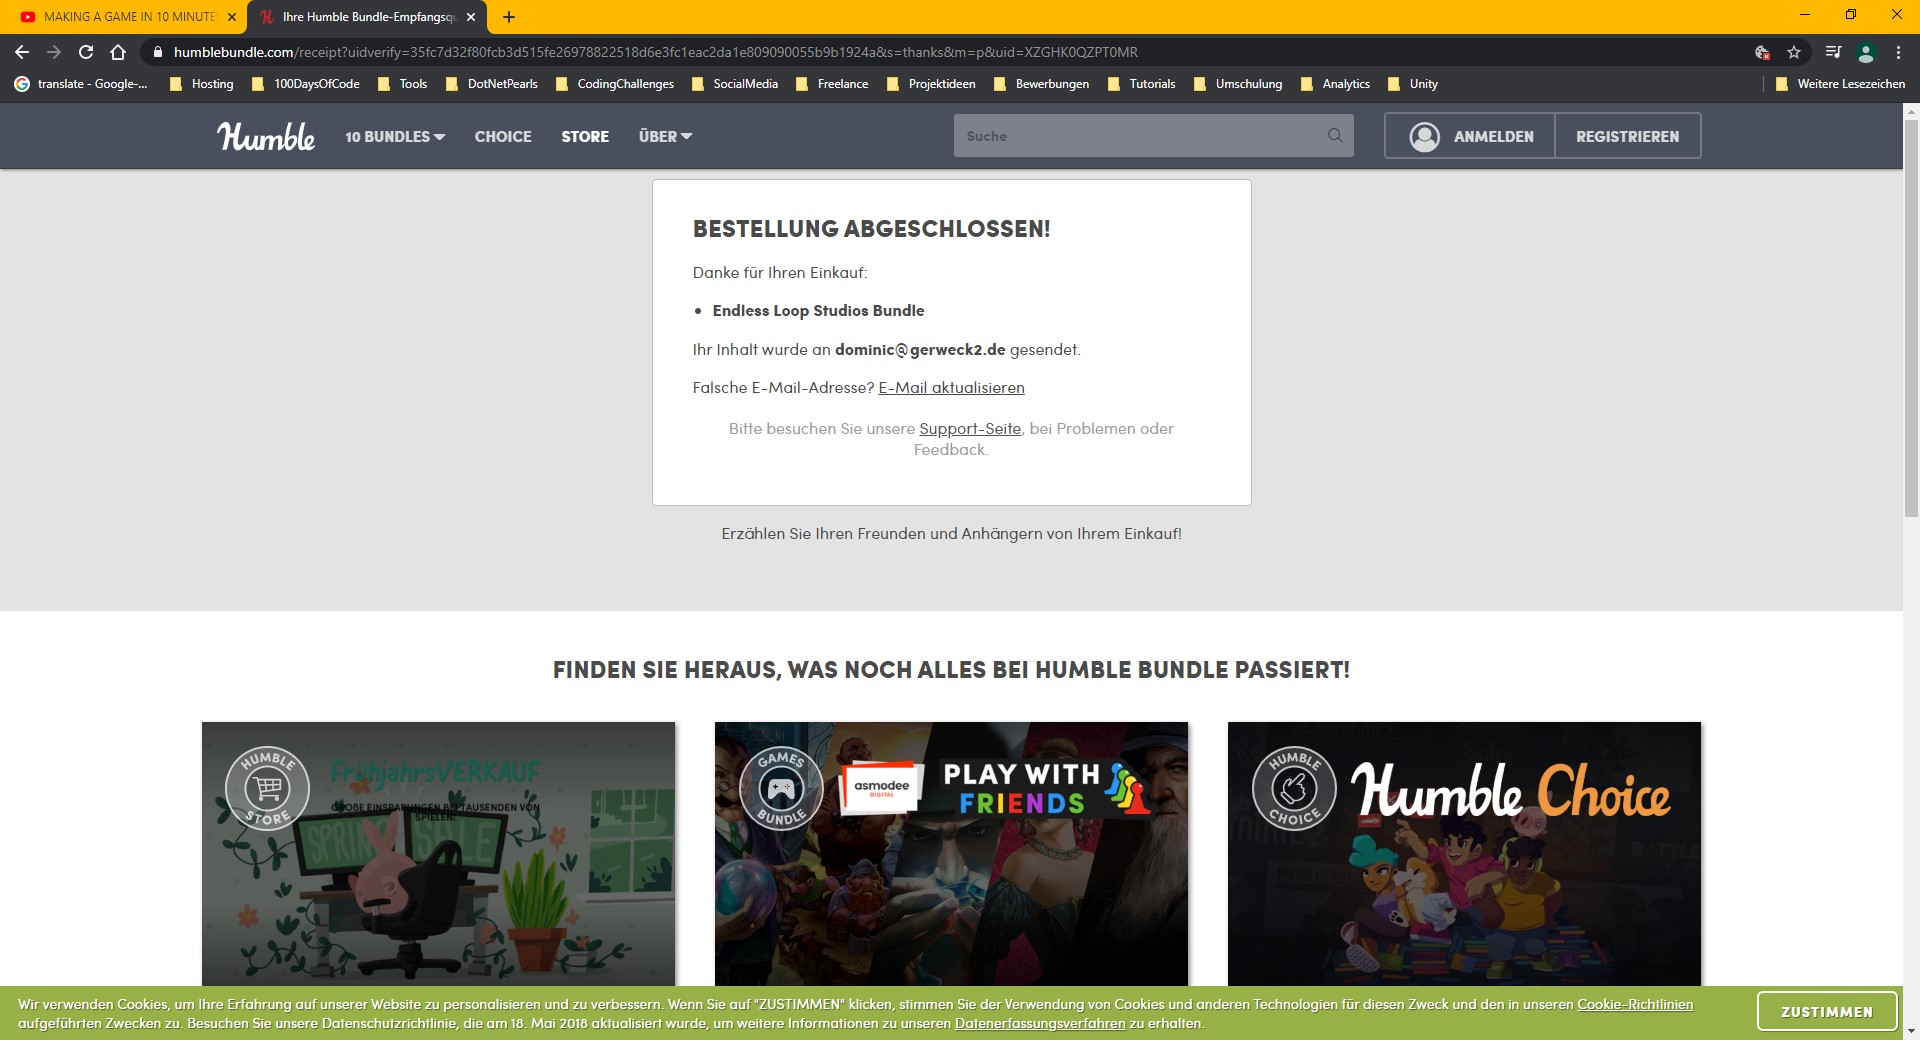 MAKING A GAME IN 10 MINUTE
Ihre Humble Bundle-Empfangsqu
humblebundle.com/receipt?uidverify=35fc7d32f80fcb3d515fe26978822518d6e3fc1eac2da1e809090055b9b1924a&s=thanks&m=p&uid=XZGHK0QZPT0MR
translate - Google-... Hosting 100DaysOfCode Tools DotNetPearls CodingChallenges SocialMedia Freelance Projektideen Bewerbungen Tutorials Umschulung Analytics Unity Weitere Lesezeichen
Humble 10 BUNDLES CHOICE STORE ÜBER Suche ANMELDEN REGISTRIEREN
BESTELLUNG ABGESCHLOSSEN!
Danke für Ihren Einkauf:
• Endless Loop Studios Bundle
Ihr Inhalt wurde an dominic@gerweck2.de gesendet.
Falsche E-Mail-Adresse? E-Mail aktualisieren
Bitte besuchen Sie unsere Support-Seite, bei Problemen oder
Feedback.
Erzählen Sie Ihren Freunden und Anhängern von Ihrem Einkauf!
FINDEN SIE HERAUS, WAS NOCH ALLES BEI HUMBLE BUNDLE PASSIERT!
HUMBLE
STORE
FrühjahrsVERKAUF
GROßE EINSPARUNGEN BEI TAUSENDEN VON
SPIELEN!
SPRING SALE
GAMES
BUNDLE
asmodee
DIGITAL
PLAY WITH
FRIENDS
HUMBLE
CHOICE
Humble Choice
Wir verwenden Cookies, um Ihre Erfahrung auf unserer Website zu personalisieren und zu verbessern. Wenn Sie auf "ZUSTIMMEN" klicken, stimmen Sie der Verwendung von Cookies und anderen Technologien für diesen Zweck und den in unseren Cookie-Richtlinien
aufgeführten Zwecken zu. Besuchen Sie unsere Datenschutzrichtlinie, die am 18. Mai 2018 aktualisiert wurde, um weitere Informationen zu unseren Datenerfassungsverfahren zu erhalten.
ZUSTIMMEN